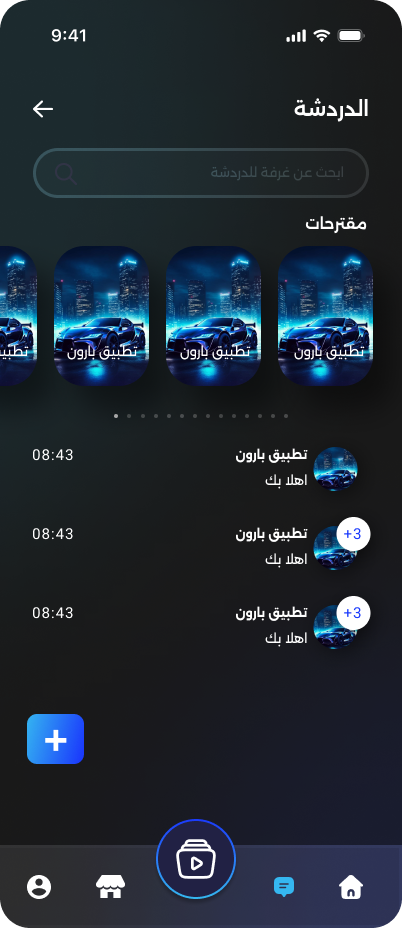 9:41
الدردشة
ابحث عن غرفة للدردشة
مقترحات
تطبيق بارون
تطبيق بارون
تطبيق بارون
تطبيق
تطبيق بارون
08:43
اهلا بك
+3
تطبيق بارون
08:43
اهلا بك
+3
تطبيق بارون
08:43
اهلا بك